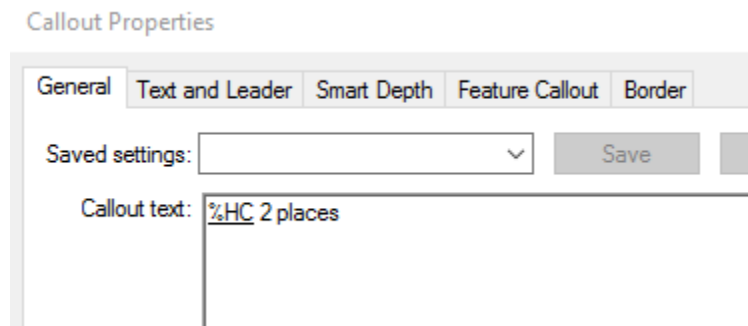 Callout Properties
General Text and Leader Smart Depth Feature Callout Border
Saved settings: Save
Callout text: %HC 2 places